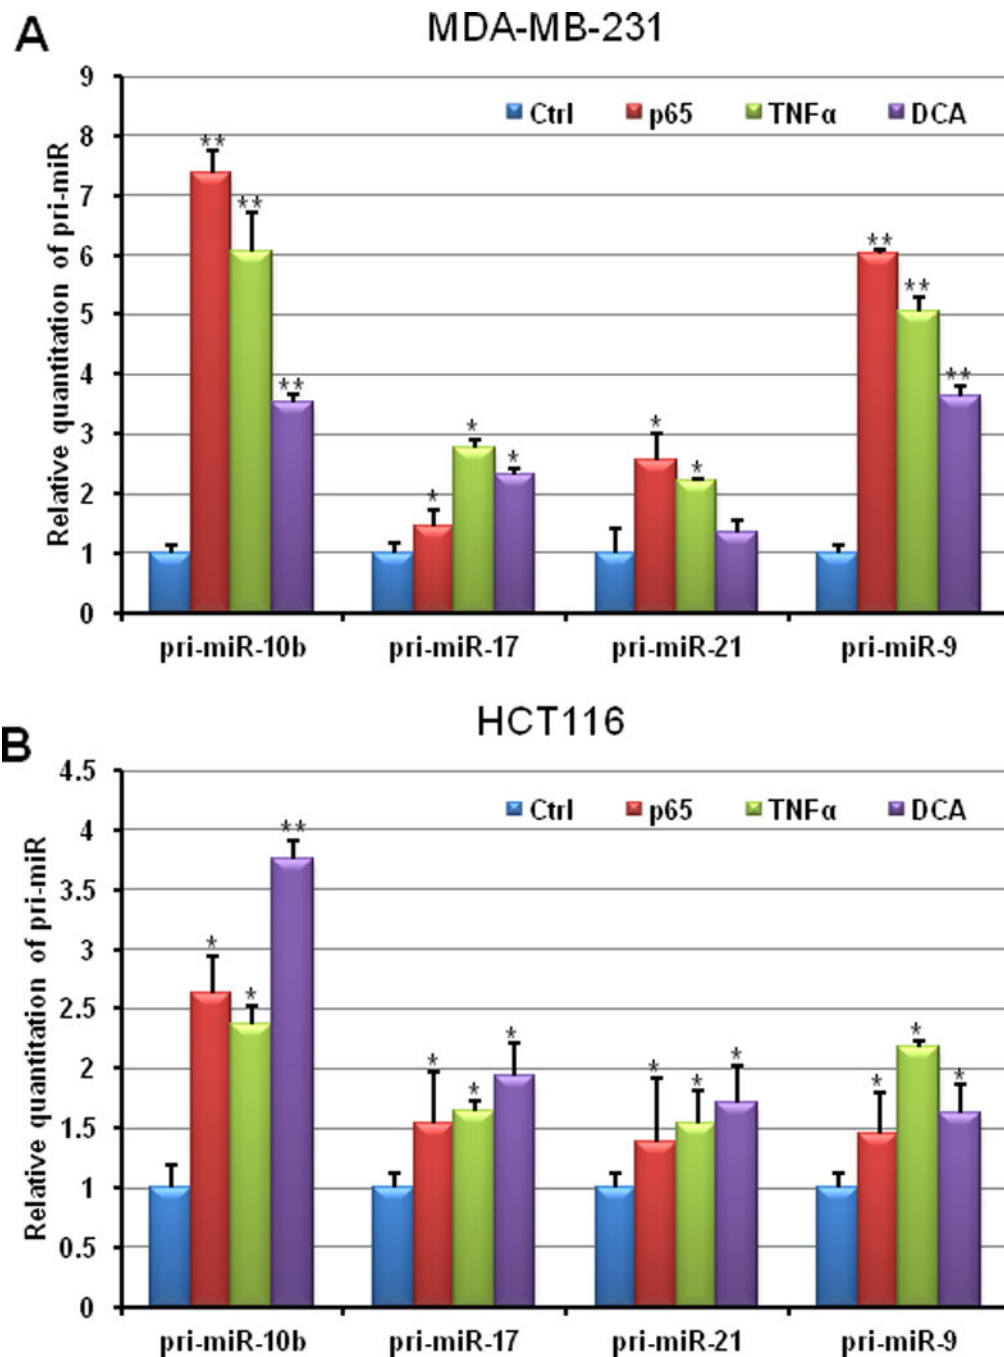 A
MDA-MB-231
Relative quantitation of pri-miR
9
8
7
6
5
4
3
2
1
0
Ctrl p65 TNFα DCA
** ** ** * * * * * ** ** **
pri-miR-10b pri-miR-17 pri-miR-21 pri-miR-9
B
HCT116
Relative quantitation of pri-miR
4.5
4
3.5
3
2.5
2
1.5
1
0.5
0
Ctrl p65 TNFα DCA
* * ** * * * * * * * * *
pri-miR-10b pri-miR-17 pri-miR-21 pri-miR-9